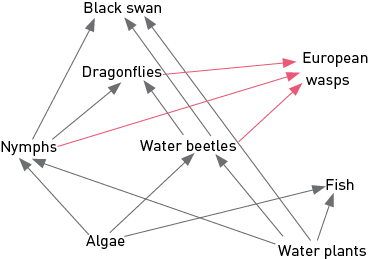 Black swan
Dragonflies
European
wasps
Nymphs
Water beetles
Fish
Algae
Water plants